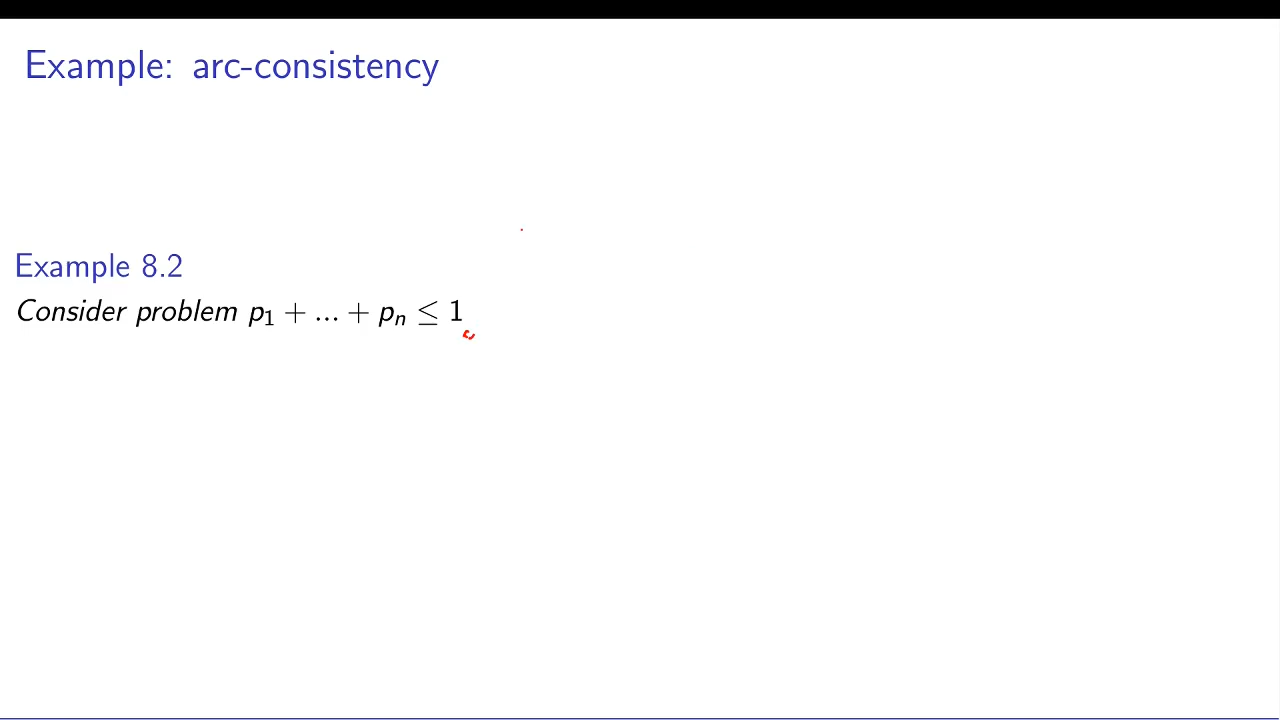 Example: arc-consistency
Example 8.2
Consider problem p₁ + ... + pₙ ≤ 1